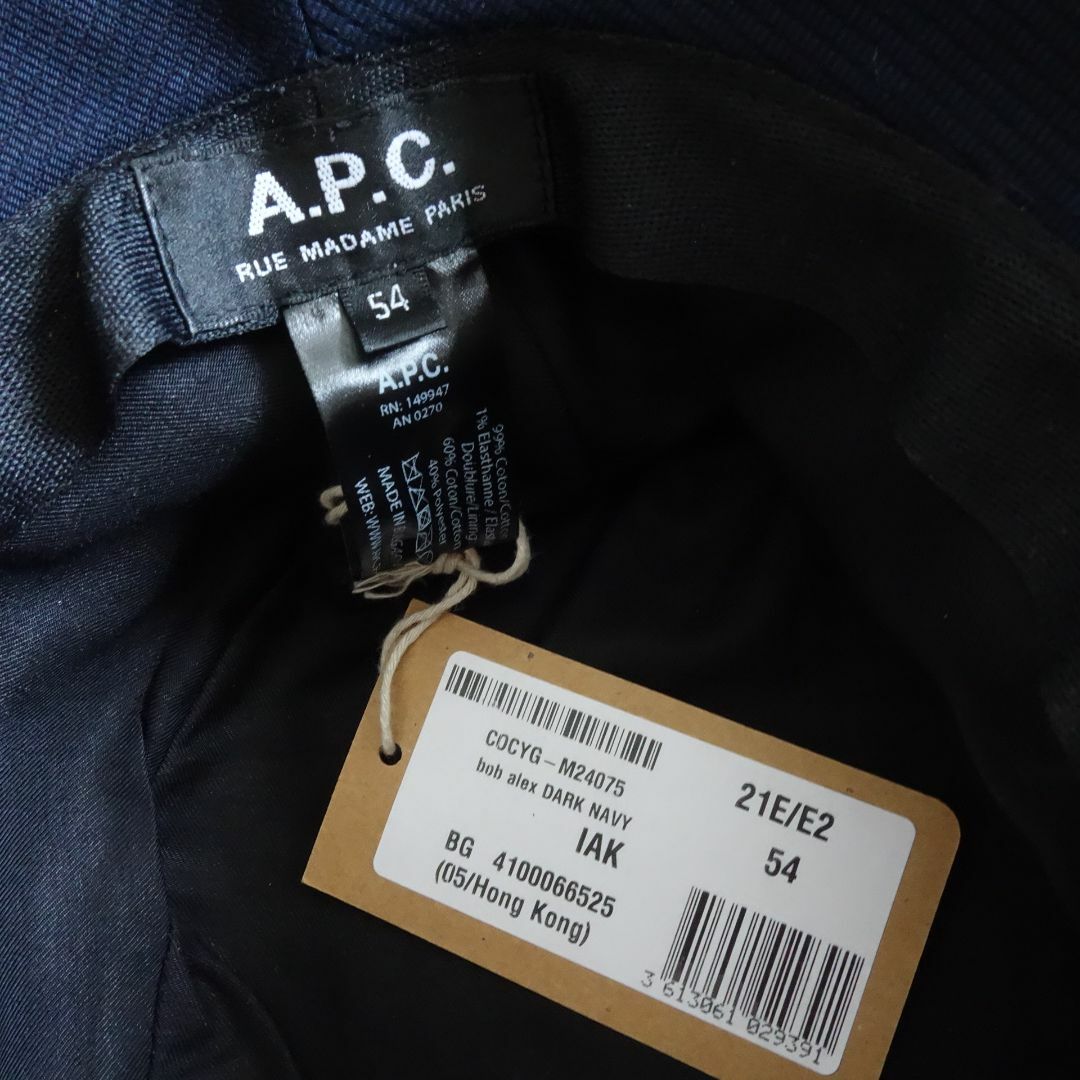 A.P.C.
RUE MADAME PARIS
54
A.P.C.
RN: 149947
AN 0270
99% Coton/
1% Elasthanne /
Doublure/Lining
60% Coton/Cotton
40% Polyester
MADE IN
WEB:
COCYG-M24075
bob alex DARK NAVY
IAK
BG 4100066525
(05/Hong Kong)
21E/E2
54
3 613061 029391